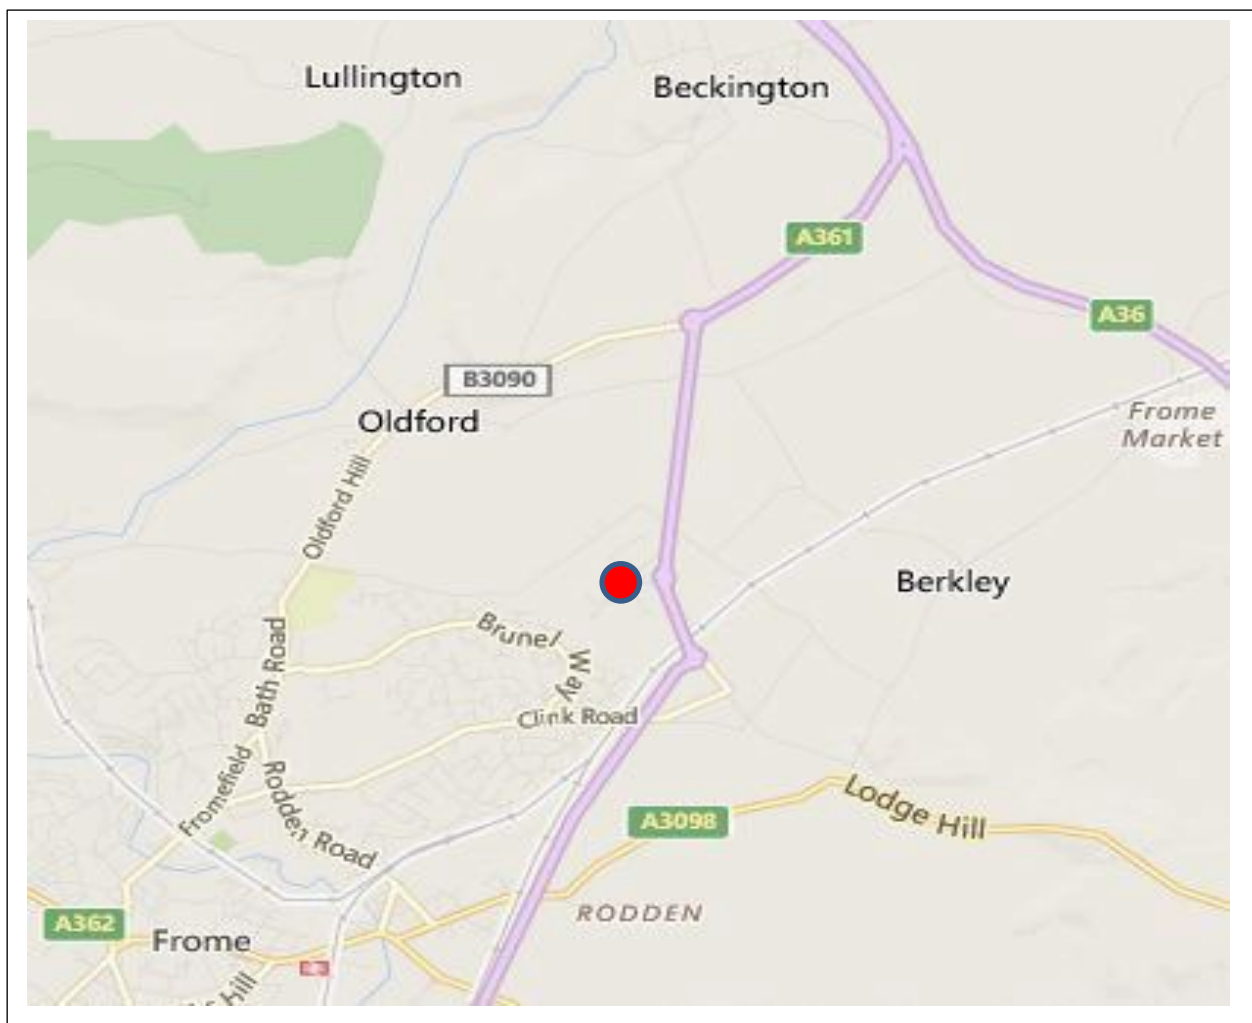 Lullington
Beckington
A361
A36
B3090
Frome
Market
Oldford
Oldford Hill
Berkley
Brunel
Way
Bath Road
Clink Road
Fromefield
Rodden Road
Lodge Hill
A3098
RODDEN
A362
Frome
Hill